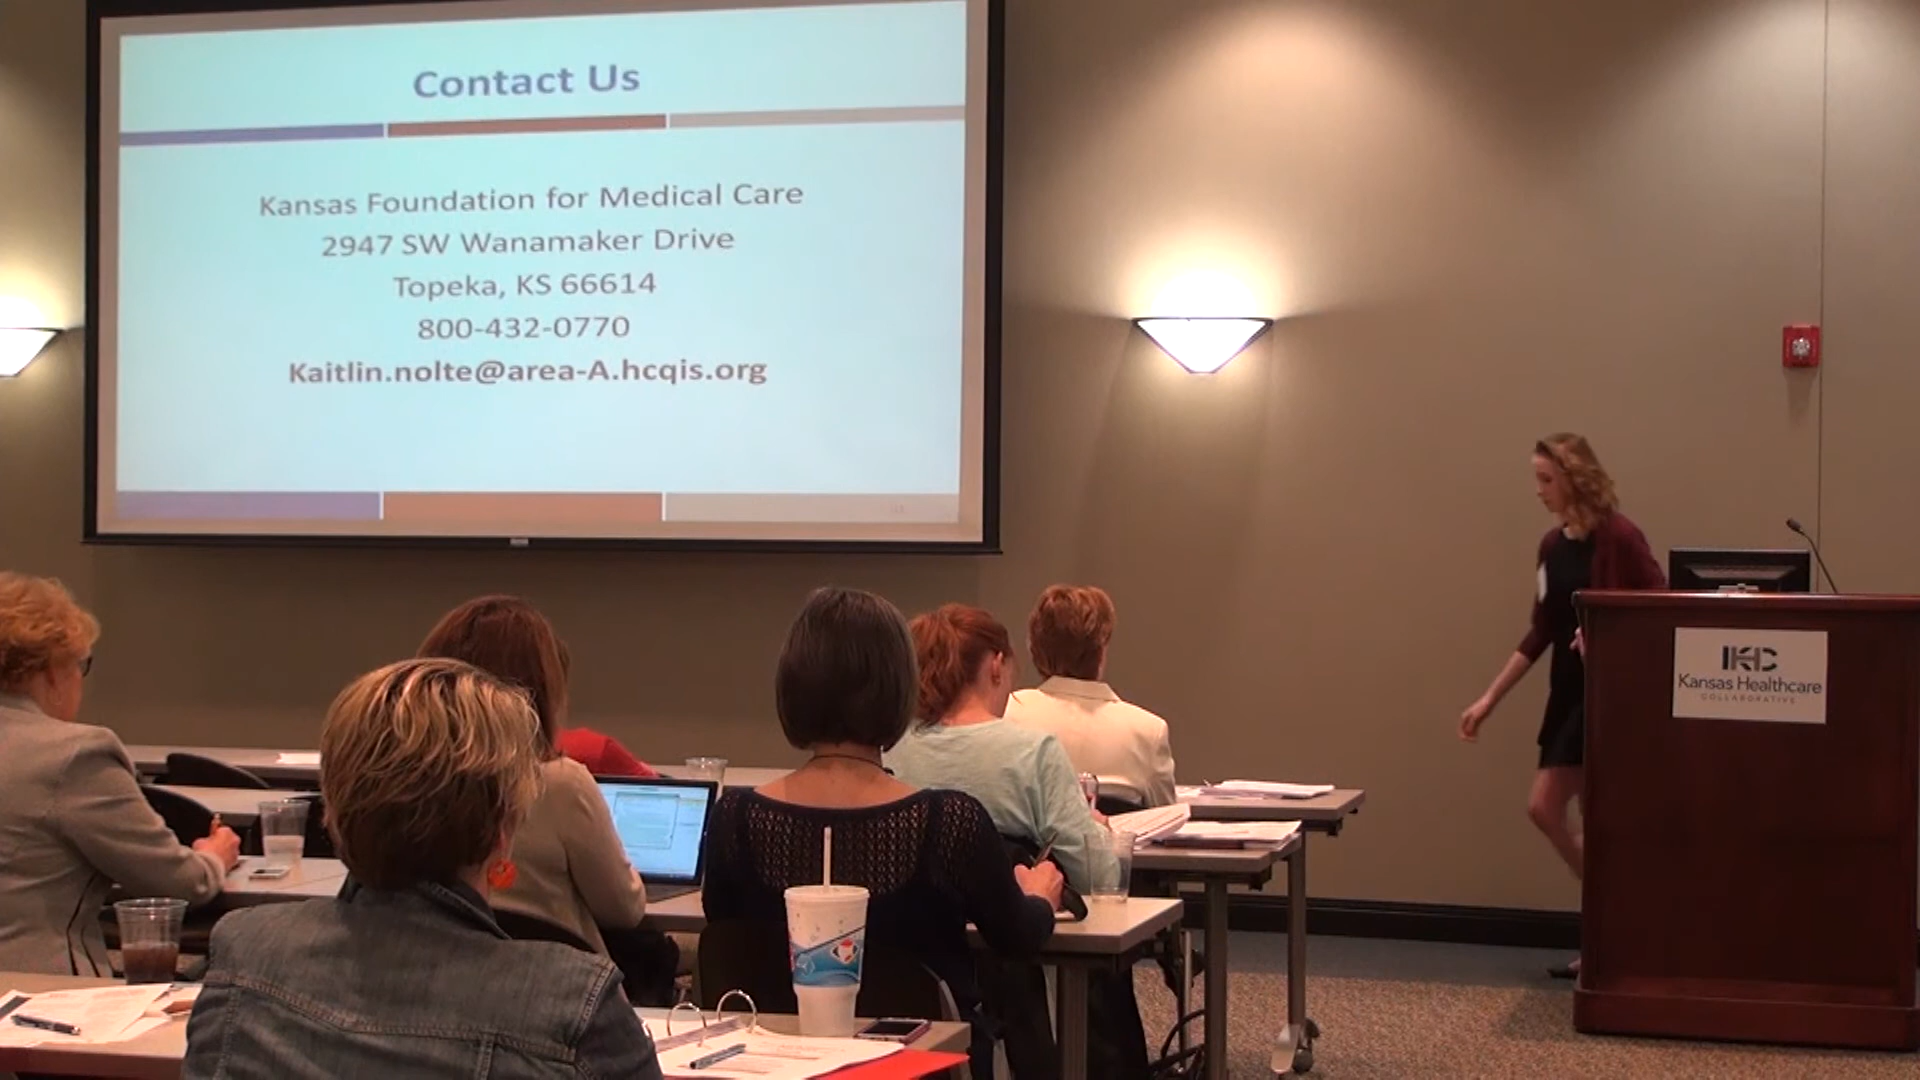 Contact Us
Kansas Foundation for Medical Care
2947 SW Wanamaker Drive
Topeka, KS 66614
800-432-0770
Kaitlin.nolte@area-A.hcqis.org
KHC
Kansas Healthcare
COLLABORATIVE